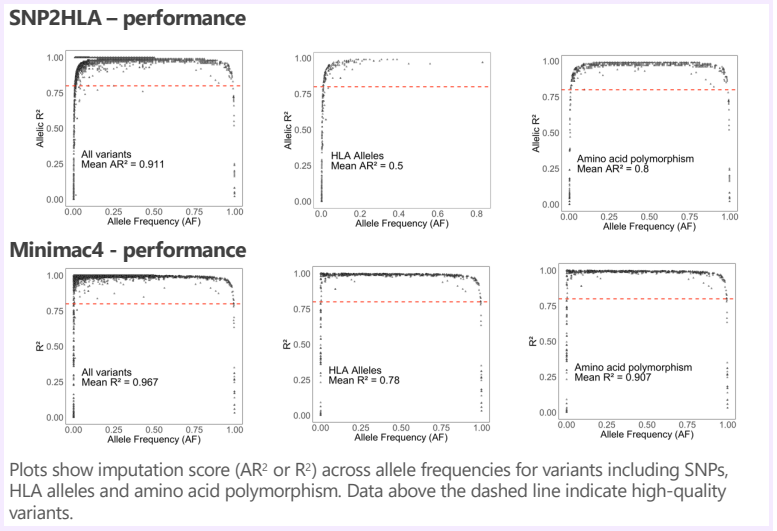 SNP2HLA – performance
1.00
0.75
0.50
0.25
0.00
Allelic R²
All variants
Mean AR² = 0.911
0.00 0.25 0.50 0.75 1.00
Allele Frequency (AF)
1.00
0.75
0.50
0.25
0.00
Allelic R²
HLA Alleles
Mean AR² = 0.5
0.0 0.2 0.4 0.6 0.8
Allele Frequency (AF)
1.00
0.75
0.50
0.25
0.00
Allelic R²
Amino acid polymorphism
Mean AR² = 0.8
0.00 0.25 0.50 0.75 1.00
Allele Frequency (AF)
Minimac4 - performance
1.00
0.75
0.50
0.25
0.00
R²
All variants
Mean R² = 0.967
0.00 0.25 0.50 0.75 1.00
Allele Frequency (AF)
1.00
0.75
0.50
0.25
0.00
R²
HLA Alleles
Mean R² = 0.78
0.00 0.25 0.50 0.75 1.00
Allele Frequency (AF)
1.00
0.75
0.50
0.25
0.00
R²
Amino acid polymorphism
Mean R² = 0.907
0.00 0.25 0.50 0.75 1.00
Allele Frequency (AF)
Plots show imputation score (AR² or R²) across allele frequencies for variants including SNPs,
HLA alleles and amino acid polymorphism. Data above the dashed line indicate high-quality
variants.